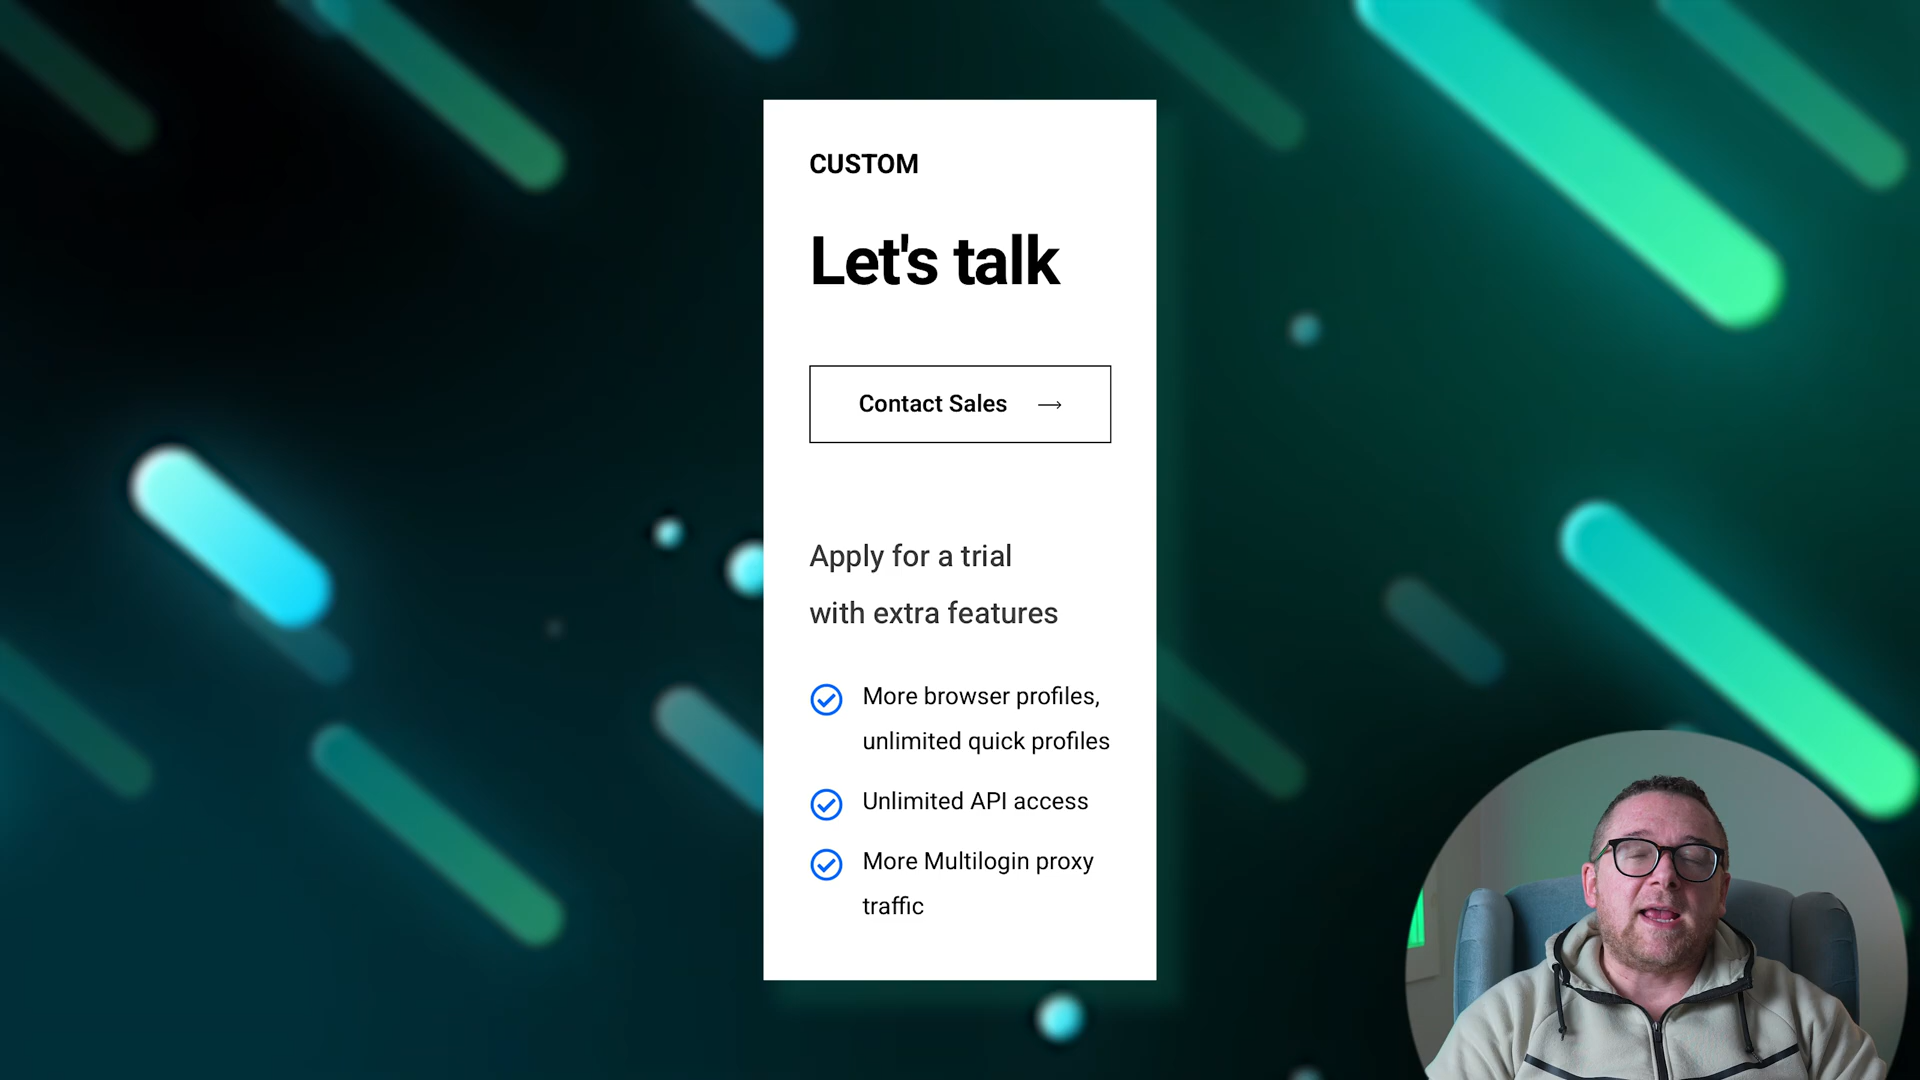 CUSTOM
Let's talk
Contact Sales →
Apply for a trial
with extra features
More browser profiles,
unlimited quick profiles
Unlimited API access
More Multilogin proxy
traffic